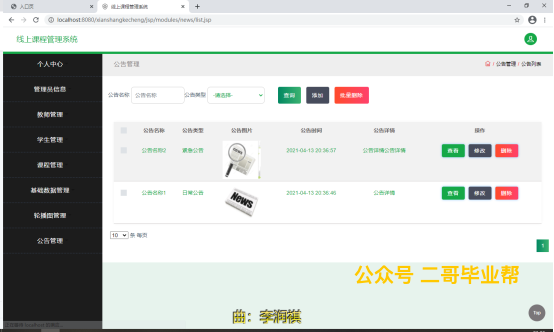 入口页
线上课程管理系统
localhost:8080/xianshangkecheng/jsp/modules/news/list.jsp
线上课程管理系统
个人中心
管理员信息
教师管理
学生管理
课程管理
基础数据管理
轮播图管理
公告管理
公告管理
/ 公告管理 / 公告列表
公告名称 公告名称 公告类型 -请选择- 查询 添加 批量删除
公告名称 公告类型 公告图片 公告时间 公告详情 操作
公告名称2 紧急公告 2021-04-13 20:36:57 公告详情公告详情 查看 修改 删除
公告名称1 日常公告 NEWS 2021-04-13 20:36:46 公告详情 查看 修改 删除
10 条 每页
1
公众号 二哥毕业帮
曲：李润祺
Top